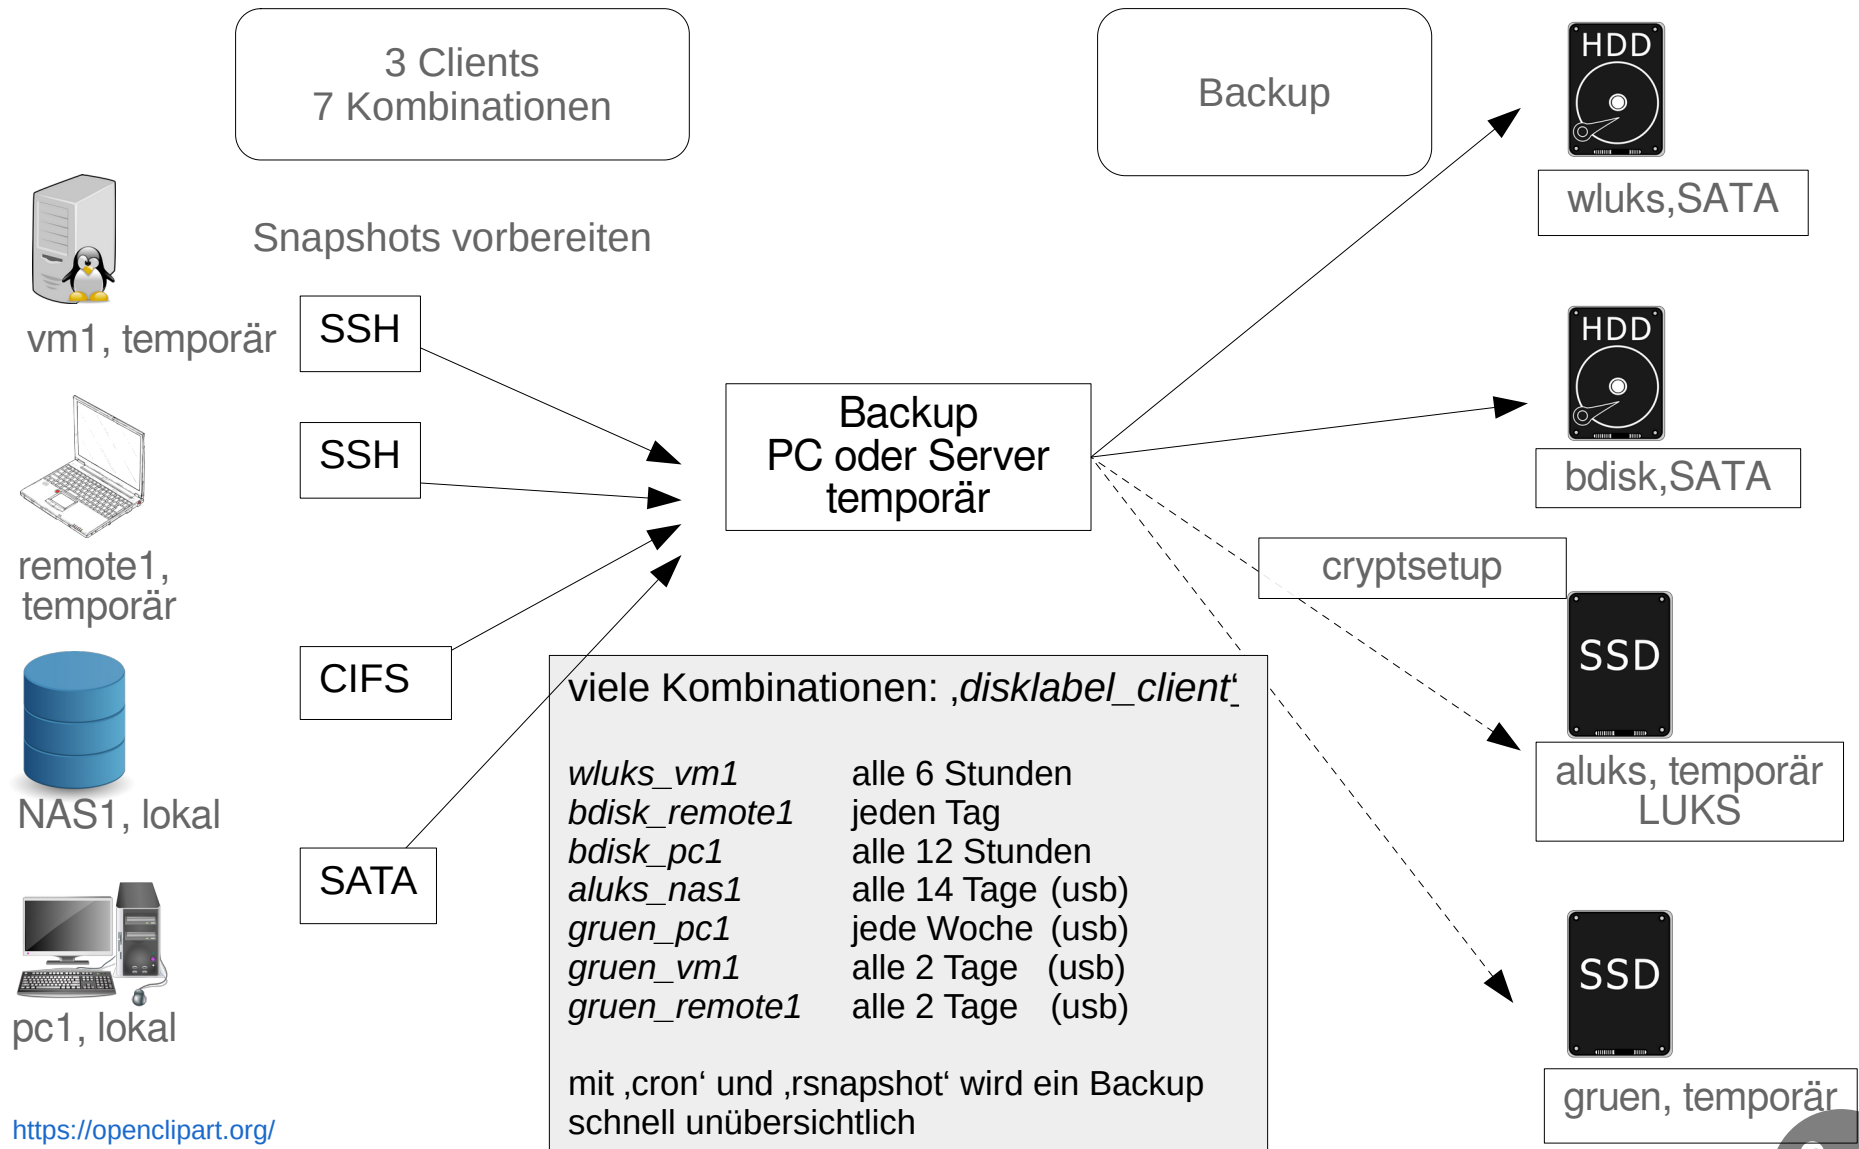 3 Clients
7 Kombinationen
Backup
HDD
wluks,SATA
Snapshots vorbereiten
vm1, temporär
SSH
HDD
bdisk,SATA
SSH
Backup
PC oder Server
temporär
remote1,
temporär
cryptsetup
SSD
aluks, temporär
LUKS
CIFS
NAS1, lokal
SATA
pc1, lokal
viele Kombinationen: ‚disklabel_client‘
wluks_vm1 alle 6 Stunden
bdisk_remote1 jeden Tag
bdisk_pc1 alle 12 Stunden
aluks_nas1 alle 14 Tage (usb)
gruen_pc1 jede Woche (usb)
gruen_vm1 alle 2 Tage (usb)
gruen_remote1 alle 2 Tage (usb)
mit ‚cron‘ und ‚rsnapshot‘ wird ein Backup
schnell unübersichtlich
SSD
gruen, temporär
https://openclipart.org/